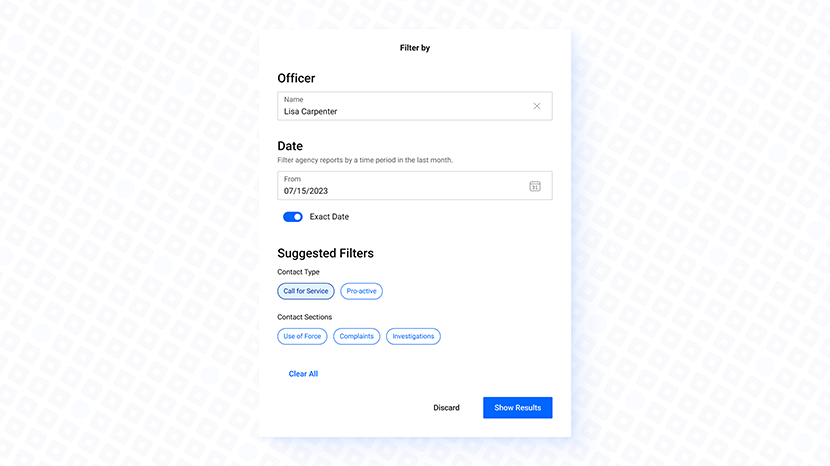 Filter by
Officer
Name
Lisa Carpenter
Date
Filter agency reports by a time period in the last month.
From
07/15/2023
31
Exact Date
Suggested Filters
Contact Type
Call for Service Pro-active
Contact Sections
Use of Force Complaints Investigations
Clear All
Discard Show Results